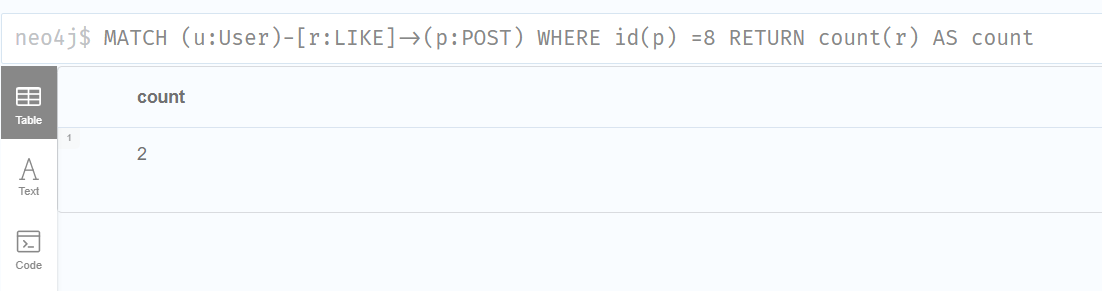 neo4j$ MATCH (u:User)-[r:LIKE]->(p:POST) WHERE id(p) =8 RETURN count(r) AS count
Table
count
1
2
A
Text
>_
Code